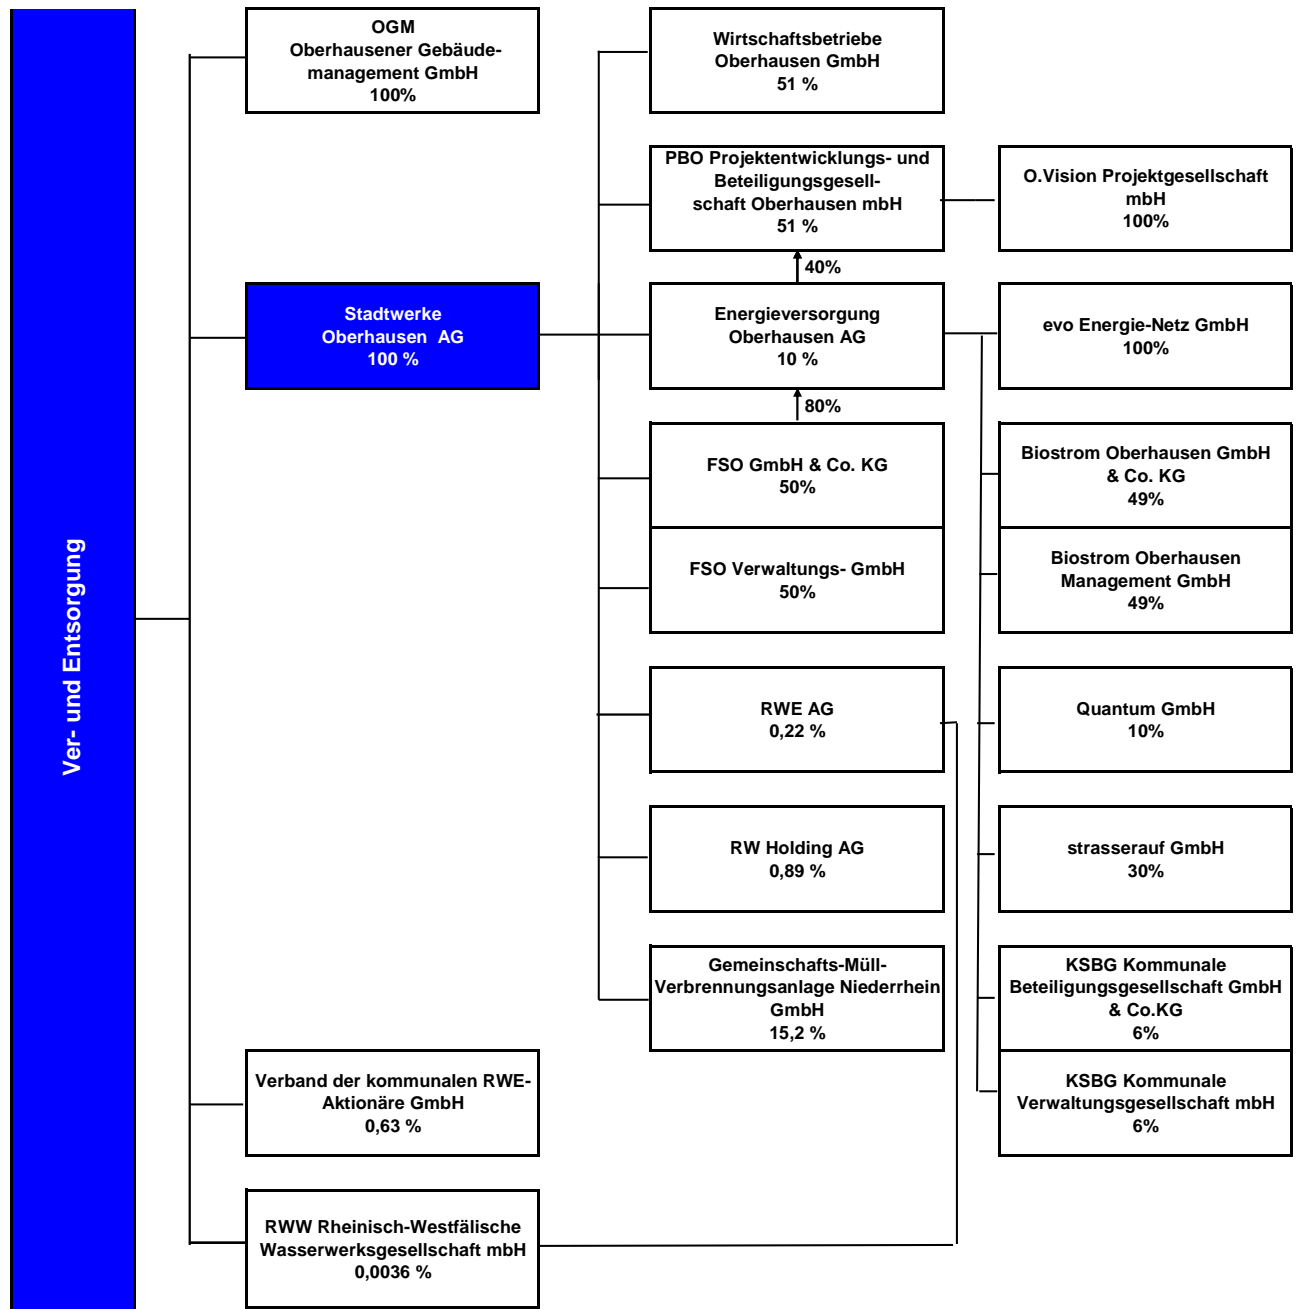 Ver- und Entsorgung
OGM
Oberhausener Gebäude-
management GmbH
100%
Stadtwerke
Oberhausen AG
100 %
Verband der kommunalen RWE-
Aktionäre GmbH
0,63 %
RWW Rheinisch-Westfälische
Wasserwerksgesellschaft mbH
0,0036 %
Wirtschaftsbetriebe
Oberhausen GmbH
51 %
PBO Projektentwicklungs- und
Beteiligungsgesell-
schaft Oberhausen mbH
51 %
40%
Energieversorgung
Oberhausen AG
10 %
80%
FSO GmbH & Co. KG
50%
FSO Verwaltungs- GmbH
50%
RWE AG
0,22 %
RW Holding AG
0,89 %
Gemeinschafts-Müll-
Verbrennungsanlage Niederrhein
GmbH
15,2 %
O.Vision Projektgesellschaft
mbH
100%
evo Energie-Netz GmbH
100%
Biostrom Oberhausen GmbH
& Co. KG
49%
Biostrom Oberhausen
Management GmbH
49%
Quantum GmbH
10%
strasserauf GmbH
30%
KSBG Kommunale
Beteiligungsgesellschaft GmbH
& Co.KG
6%
KSBG Kommunale
Verwaltungsgesellschaft mbH
6%